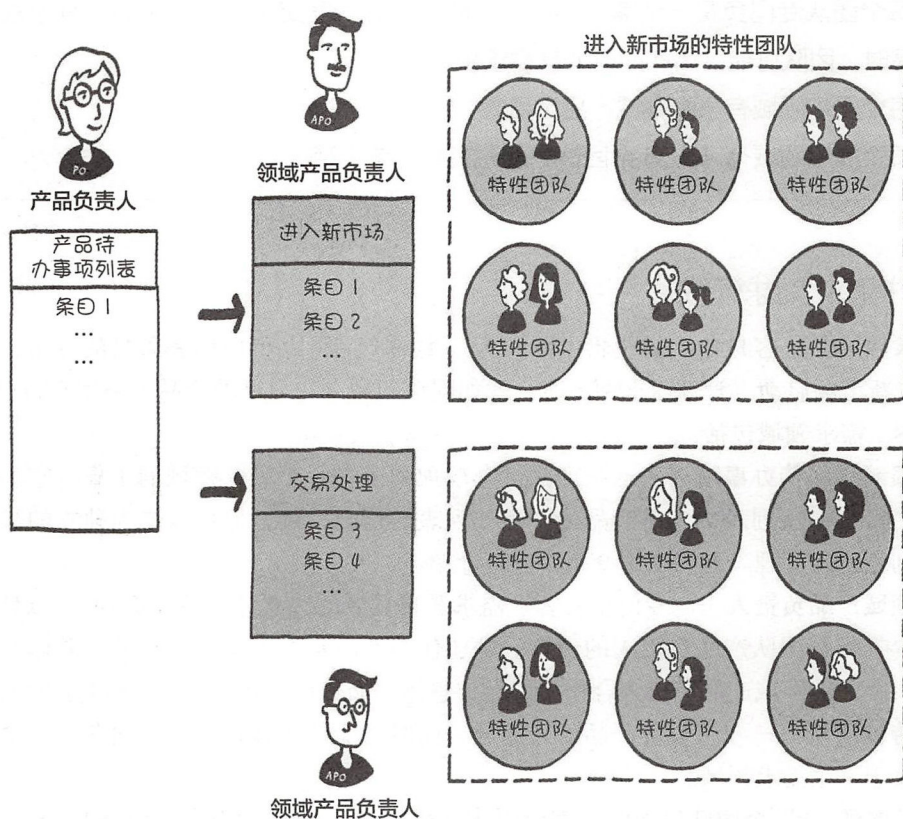 进入新市场的特性团队
PO
产品负责人
APO
领域产品负责人
产品待
办事项列表
条目1
...
...
进入新市场
条目1
条目2
...
特性团队
特性团队
特性团队
特性团队
特性团队
特性团队
交易处理
条目3
条目4
...
APO
领域产品负责人
特性团队
特性团队
特性团队
特性团队
特性团队
特性团队